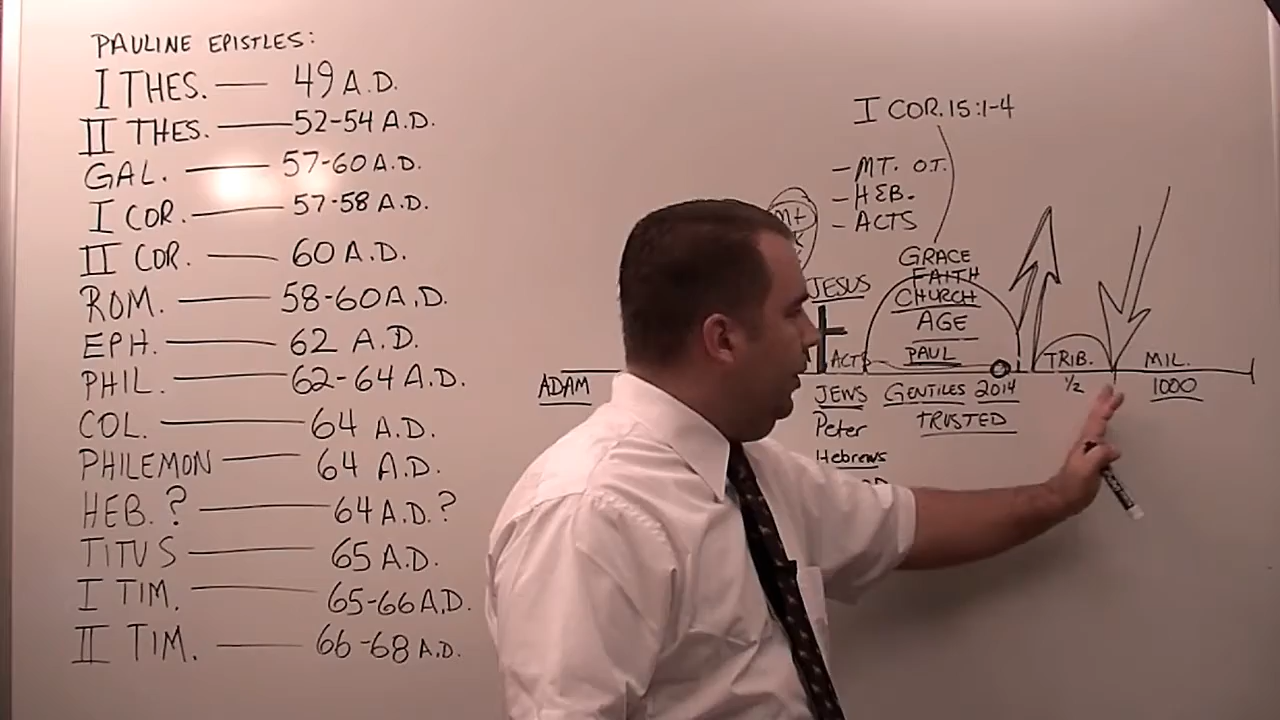 PAULINE EPISTLES:
I THES. — 49 A.D.
II THES. — 52-54 A.D.
GAL. — 57-60 A.D.
I COR. — 57-58 A.D.
II COR. — 60 A.D.
ROM. — 58-60 A.D.
EPH. — 62 A.D.
PHIL. — 62-64 A.D.
COL. — 64 A.D.
PHILEMON — 64 A.D.
HEB. ? — 64 A.D.?
TITUS — 65 A.D.
I TIM. — 65-66 A.D.
II TIM. — 66-68 A.D.
I COR. 15:1-4
- MT. O.T.
- HEB.
- ACTS
Mt
K
JESUS
GRACE
FAITH
CHURCH
AGE
ACTS PAUL TRIB. MIL.
ADAM JEWS GENTILES 2014 ½ 1000
Peter TRUSTED
Hebrews